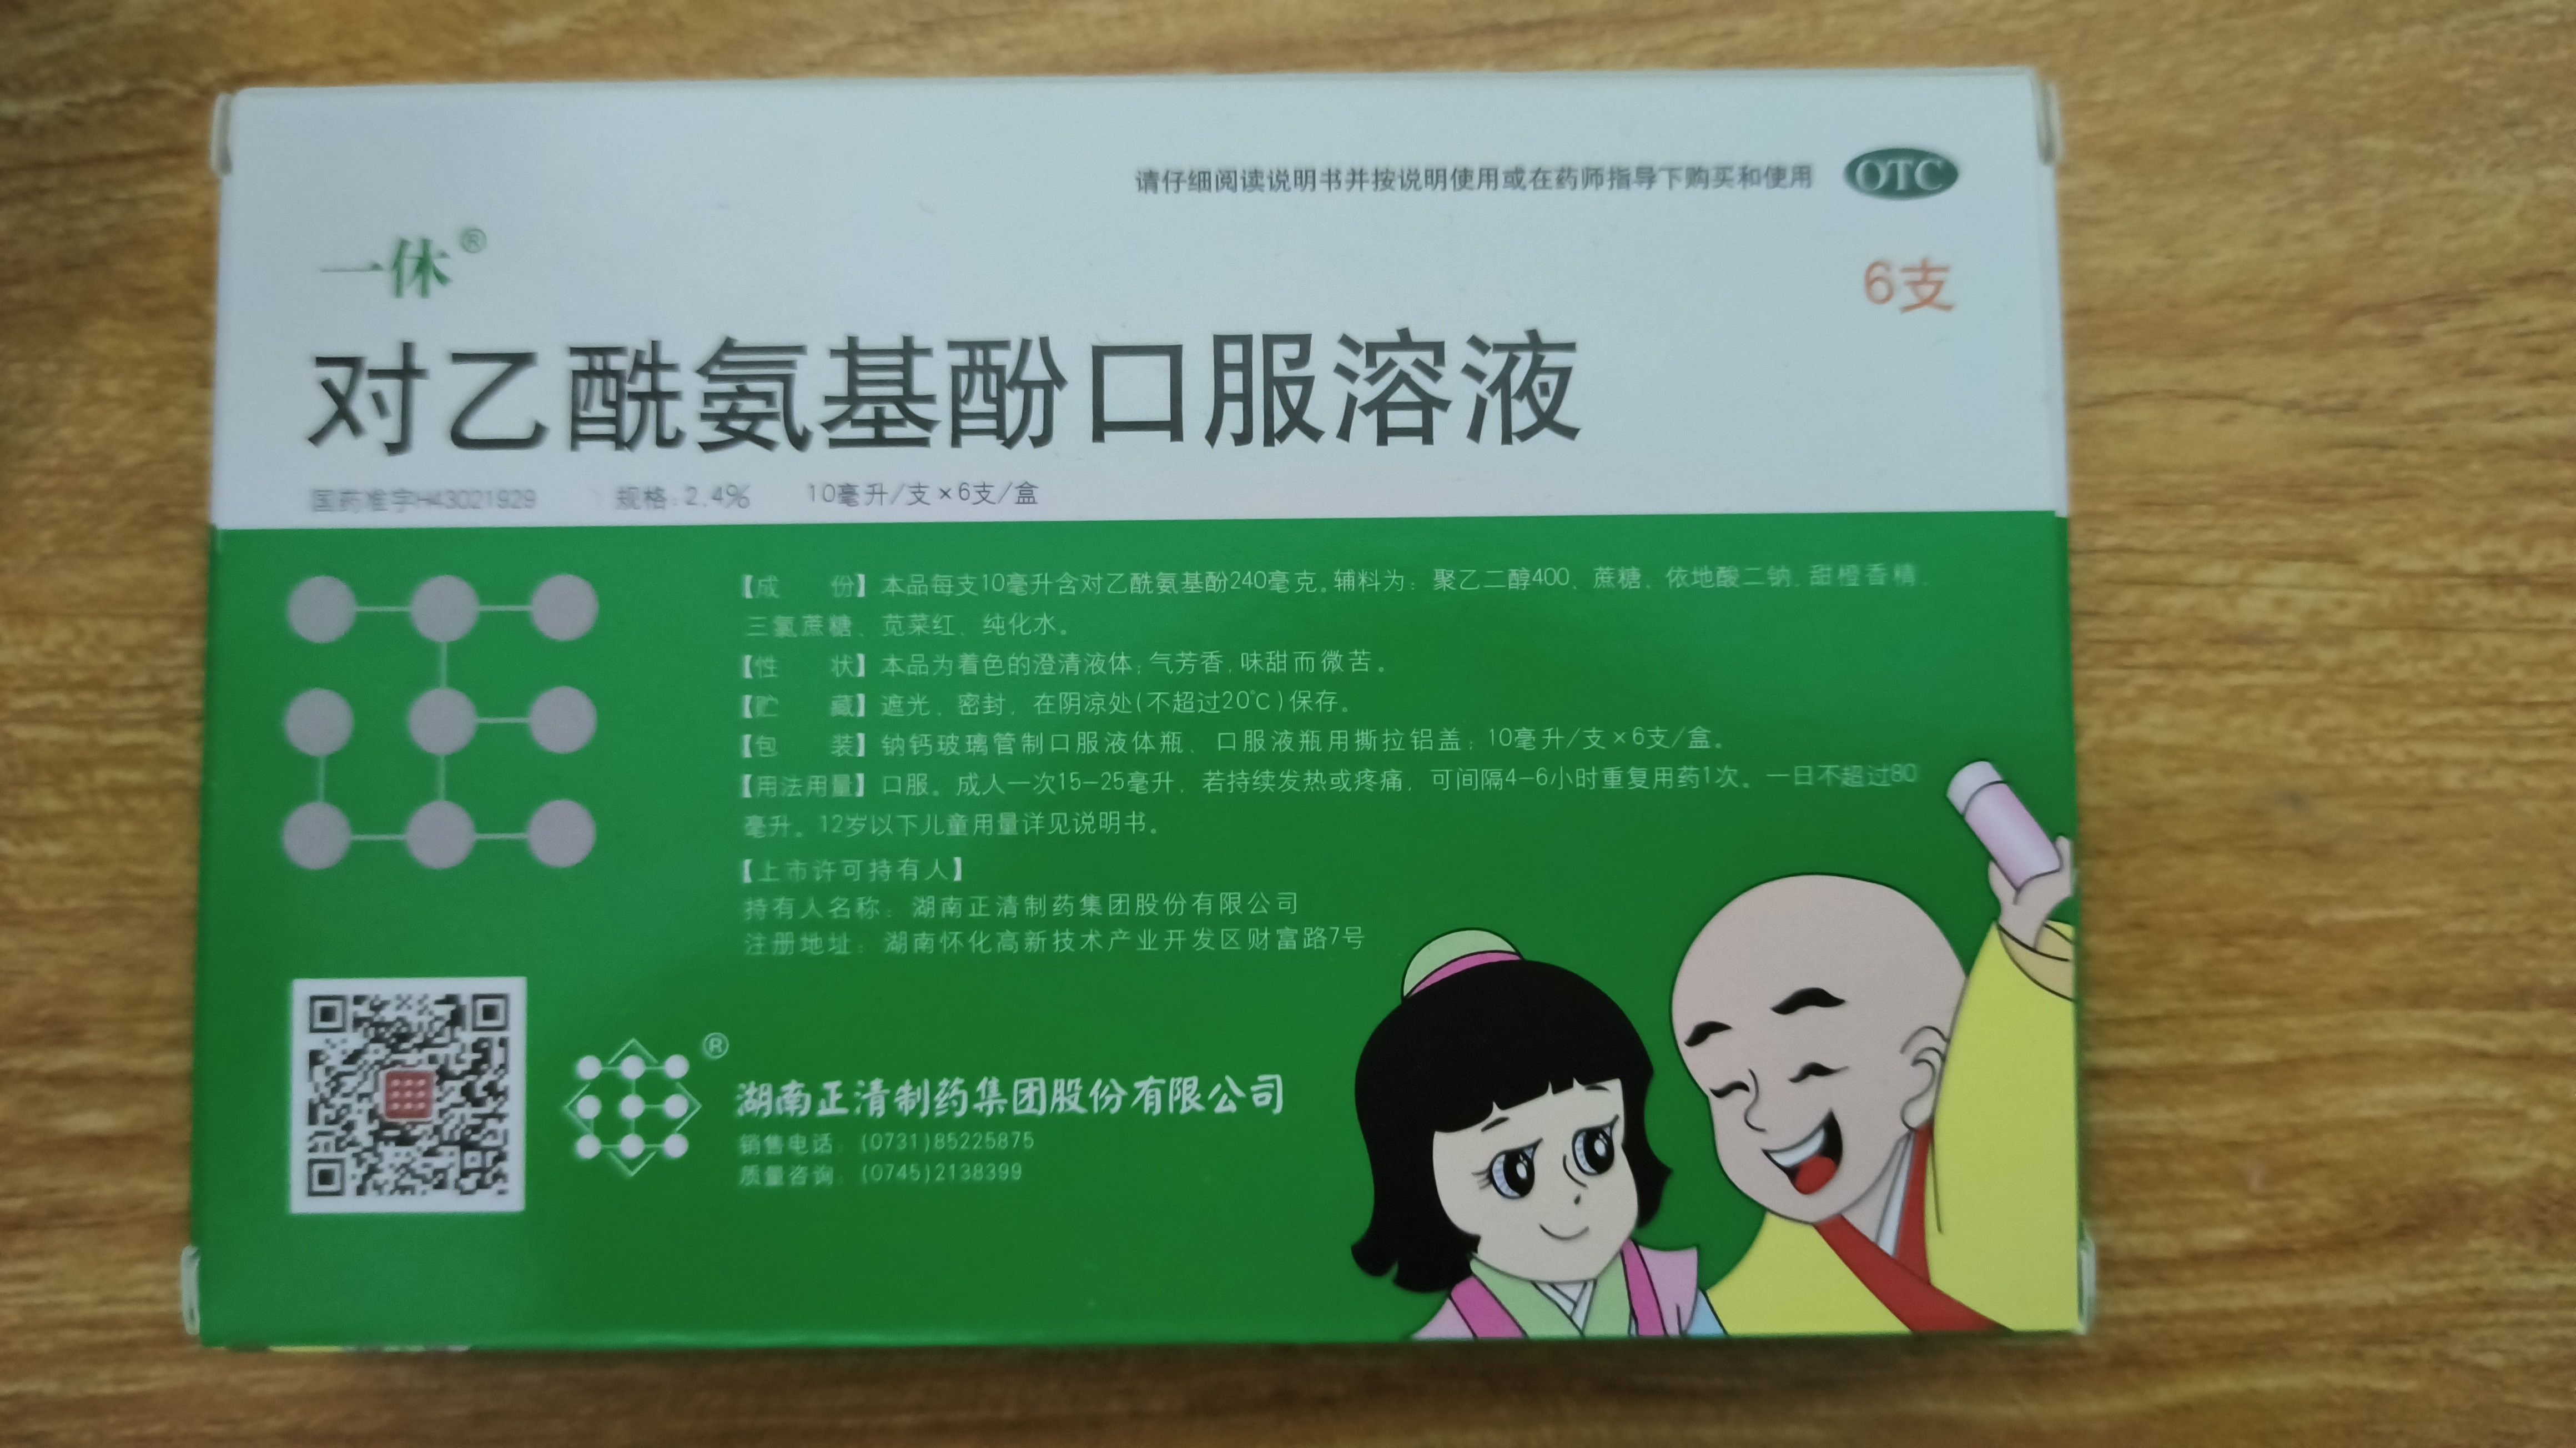 请仔细阅读说明书并按说明使用或在药师指导下购买和使用 OTC
一休®
6支
对乙酰氨基酚口服溶液
国药准字H43021929 规格:2.4% 10毫升/支×6支/盒
【成 份】本品每支10毫升含对乙酰氨基酚240毫克。辅料为:聚乙二醇400、蔗糖、依地酸二钠、甜橙香精、
三氯蔗糖、苋菜红、纯化水。
【性 状】本品为着色的澄清液体;气芳香,味甜而微苦。
【贮 藏】遮光、密封,在阴凉处(不超过20℃)保存。
【包 装】钠钙玻璃管制口服液体瓶、口服液瓶用撕拉铝盖;10毫升/支×6支/盒。
【用法用量】口服。成人一次15-25毫升,若持续发热或疼痛,可间隔4-6小时重复用药1次。一日不超过80
毫升。12岁以下儿童用量详见说明书。
【上市许可持有人】
持有人名称:湖南正清制药集团股份有限公司
注册地址:湖南怀化高新技术产业开发区财富路7号
®
湖南正清制药集团股份有限公司
销售电话:(0731)85225875
质量咨询:(0745)2138399